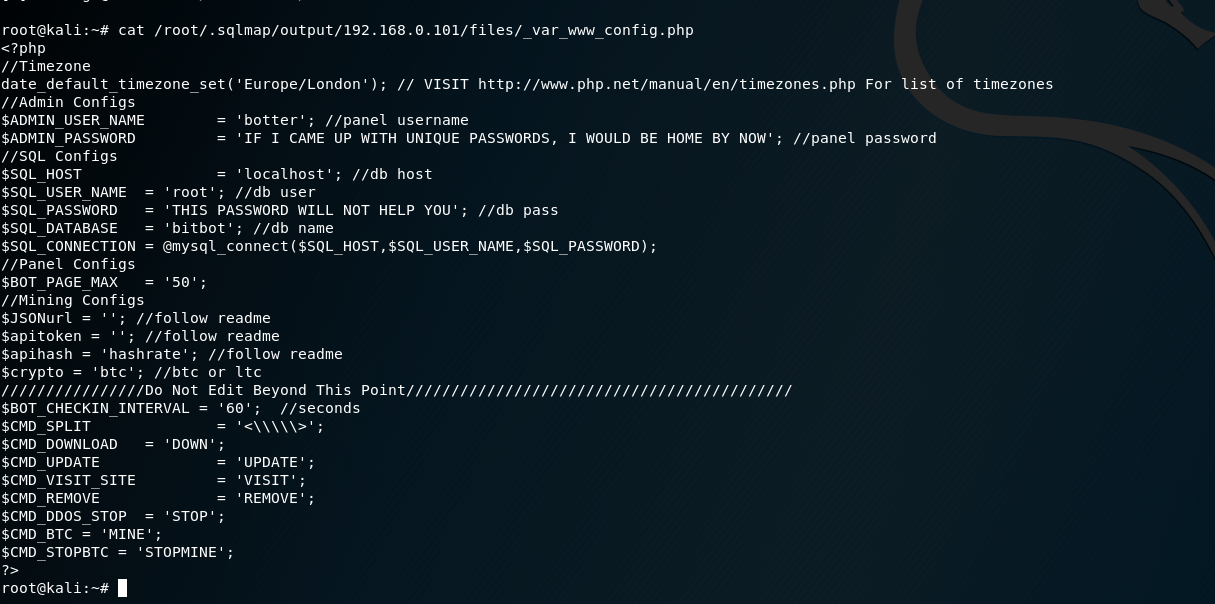 root@kali:~# cat /root/.sqlmap/output/192.168.0.101/files/_var_www_config.php
<?php
//Timezone
date_default_timezone_set('Europe/London'); // VISIT http://www.php.net/manual/en/timezones.php For list of timezones
//Admin Configs
$ADMIN_USER_NAME        = 'botter'; //panel username
$ADMIN_PASSWORD         = 'IF I CAME UP WITH UNIQUE PASSWORDS, I WOULD BE HOME BY NOW'; //panel password
//SQL Configs
$SQL_HOST               = 'localhost'; //db host
$SQL_USER_NAME  = 'root'; //db user
$SQL_PASSWORD   = 'THIS PASSWORD WILL NOT HELP YOU'; //db pass
$SQL_DATABASE   = 'bitbot'; //db name
$SQL_CONNECTION = @mysql_connect($SQL_HOST,$SQL_USER_NAME,$SQL_PASSWORD);
//Panel Configs
$BOT_PAGE_MAX   = '50';
//Mining Configs
$JSONurl = ''; //follow readme
$apitoken = ''; //follow readme
$apihash = 'hashrate'; //follow readme
$crypto = 'btc'; //btc or ltc
////////////////Do Not Edit Beyond This Point///////////////////////////////////////////
$BOT_CHECKIN_INTERVAL = '60';  //seconds
$CMD_SPLIT              = '<\\\\\>';
$CMD_DOWNLOAD   = 'DOWN';
$CMD_UPDATE             = 'UPDATE';
$CMD_VISIT_SITE         = 'VISIT';
$CMD_REMOVE             = 'REMOVE';
$CMD_DDOS_STOP  = 'STOP';
$CMD_BTC = 'MINE';
$CMD_STOPBTC = 'STOPMINE';
?>
root@kali:~#